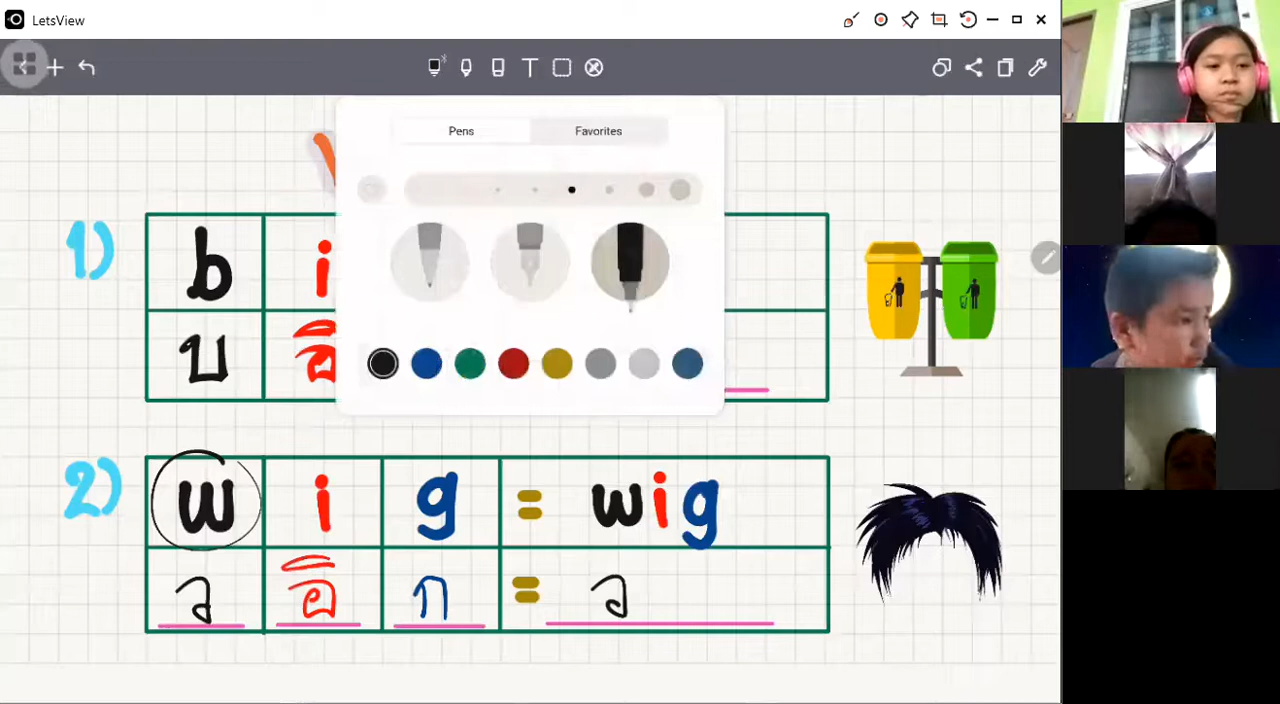 LetsView
T
Pens Favorites
1) b i
บ อิ
2) w i g = wig
ว อิ ก = ว